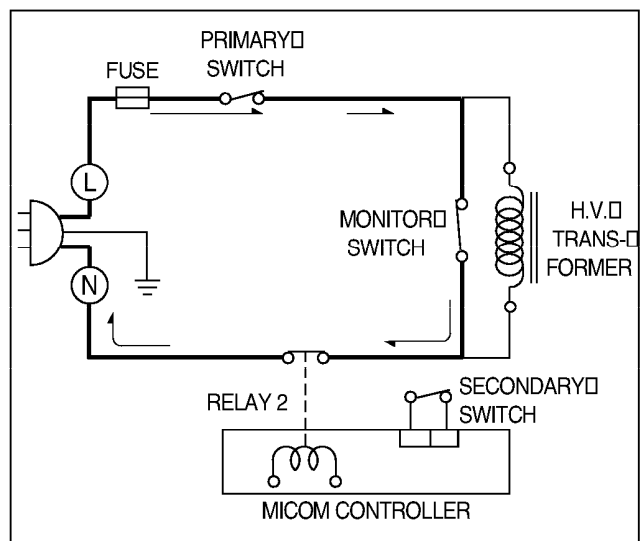 PRIMARY□
SWITCH
FUSE
L
MONITOR□
SWITCH
H.V.□
TRANS-□
FORMER
N
RELAY 2
SECONDARY□
SWITCH
MICOM CONTROLLER